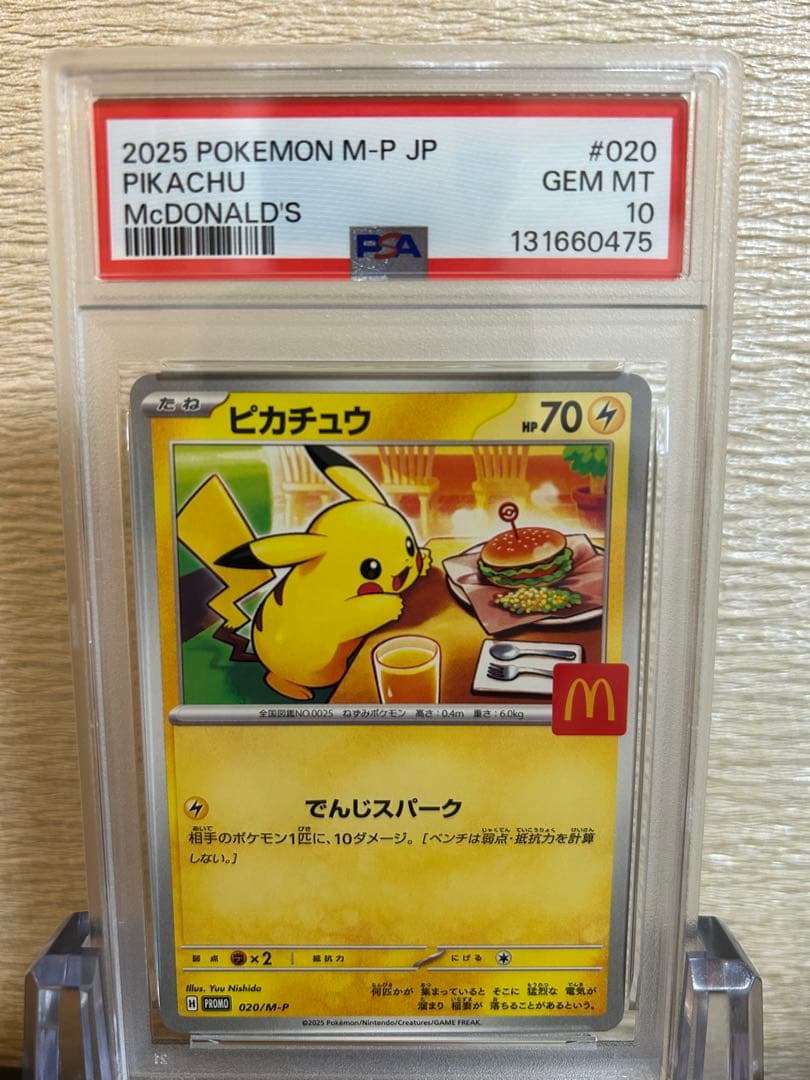 2025 POKEMON M-P JP #020
PIKACHU GEM MT
McDONALD'S 10
PSA 131660475
たね ピカチュウ HP70
全国図鑑NO.0025 ねずみポケモン 高さ:0.4m 重さ:6.0kg
でんじスパーク
相手のポケモン1匹に、10ダメージ。[ベンチは弱点・抵抗力を計算
しない。]
弱点 ×2 抵抗力 にげる
Illus. Yuu Nishida
何匹かが 集まっていると そこに 猛烈な 電気が
溜まり 稲妻が 落ちることがあるという。
H PROMO 020/M-P
©2025 Pokémon/Nintendo/Creatures/GAME FREAK.